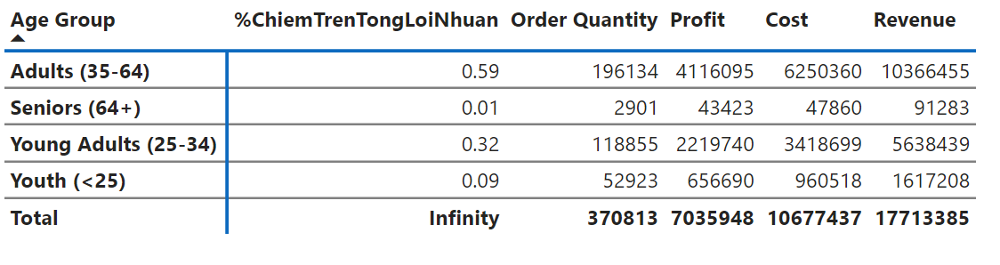 Age Group %ChiemTrenTongLoiNhuan Order Quantity Profit Cost Revenue
Adults (35-64) 0.59 196134 4116095 6250360 10366455
Seniors (64+) 0.01 2901 43423 47860 91283
Young Adults (25-34) 0.32 118855 2219740 3418699 5638439
Youth (<25) 0.09 52923 656690 960518 1617208
Total Infinity 370813 7035948 10677437 17713385